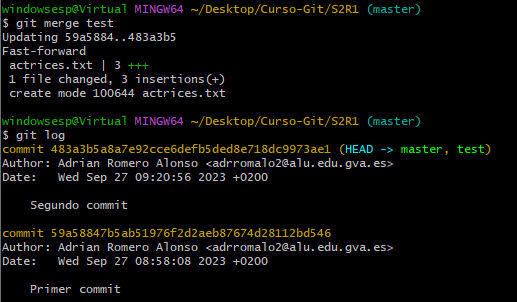 windowsesp@Virtual MINGW64 ~/Desktop/Curso-Git/S2R1 (master)
$ git merge test
Updating 59a5884..483a3b5
Fast-forward
 actrices.txt | 3 +++
 1 file changed, 3 insertions(+)
 create mode 100644 actrices.txt

windowsesp@Virtual MINGW64 ~/Desktop/Curso-Git/S2R1 (master)
$ git log
commit 483a3b5a8a7e92cce6defb5ded8e718dc9973ae1 (HEAD -> master, test)
Author: Adrian Romero Alonso <adrromalo2@alu.edu.gva.es>
Date:   Wed Sep 27 09:20:56 2023 +0200

    Segundo commit

commit 59a58847b5ab51976f2d2aeb87674d28112bd546
Author: Adrian Romero Alonso <adrromalo2@alu.edu.gva.es>
Date:   Wed Sep 27 08:58:08 2023 +0200

    Primer commit